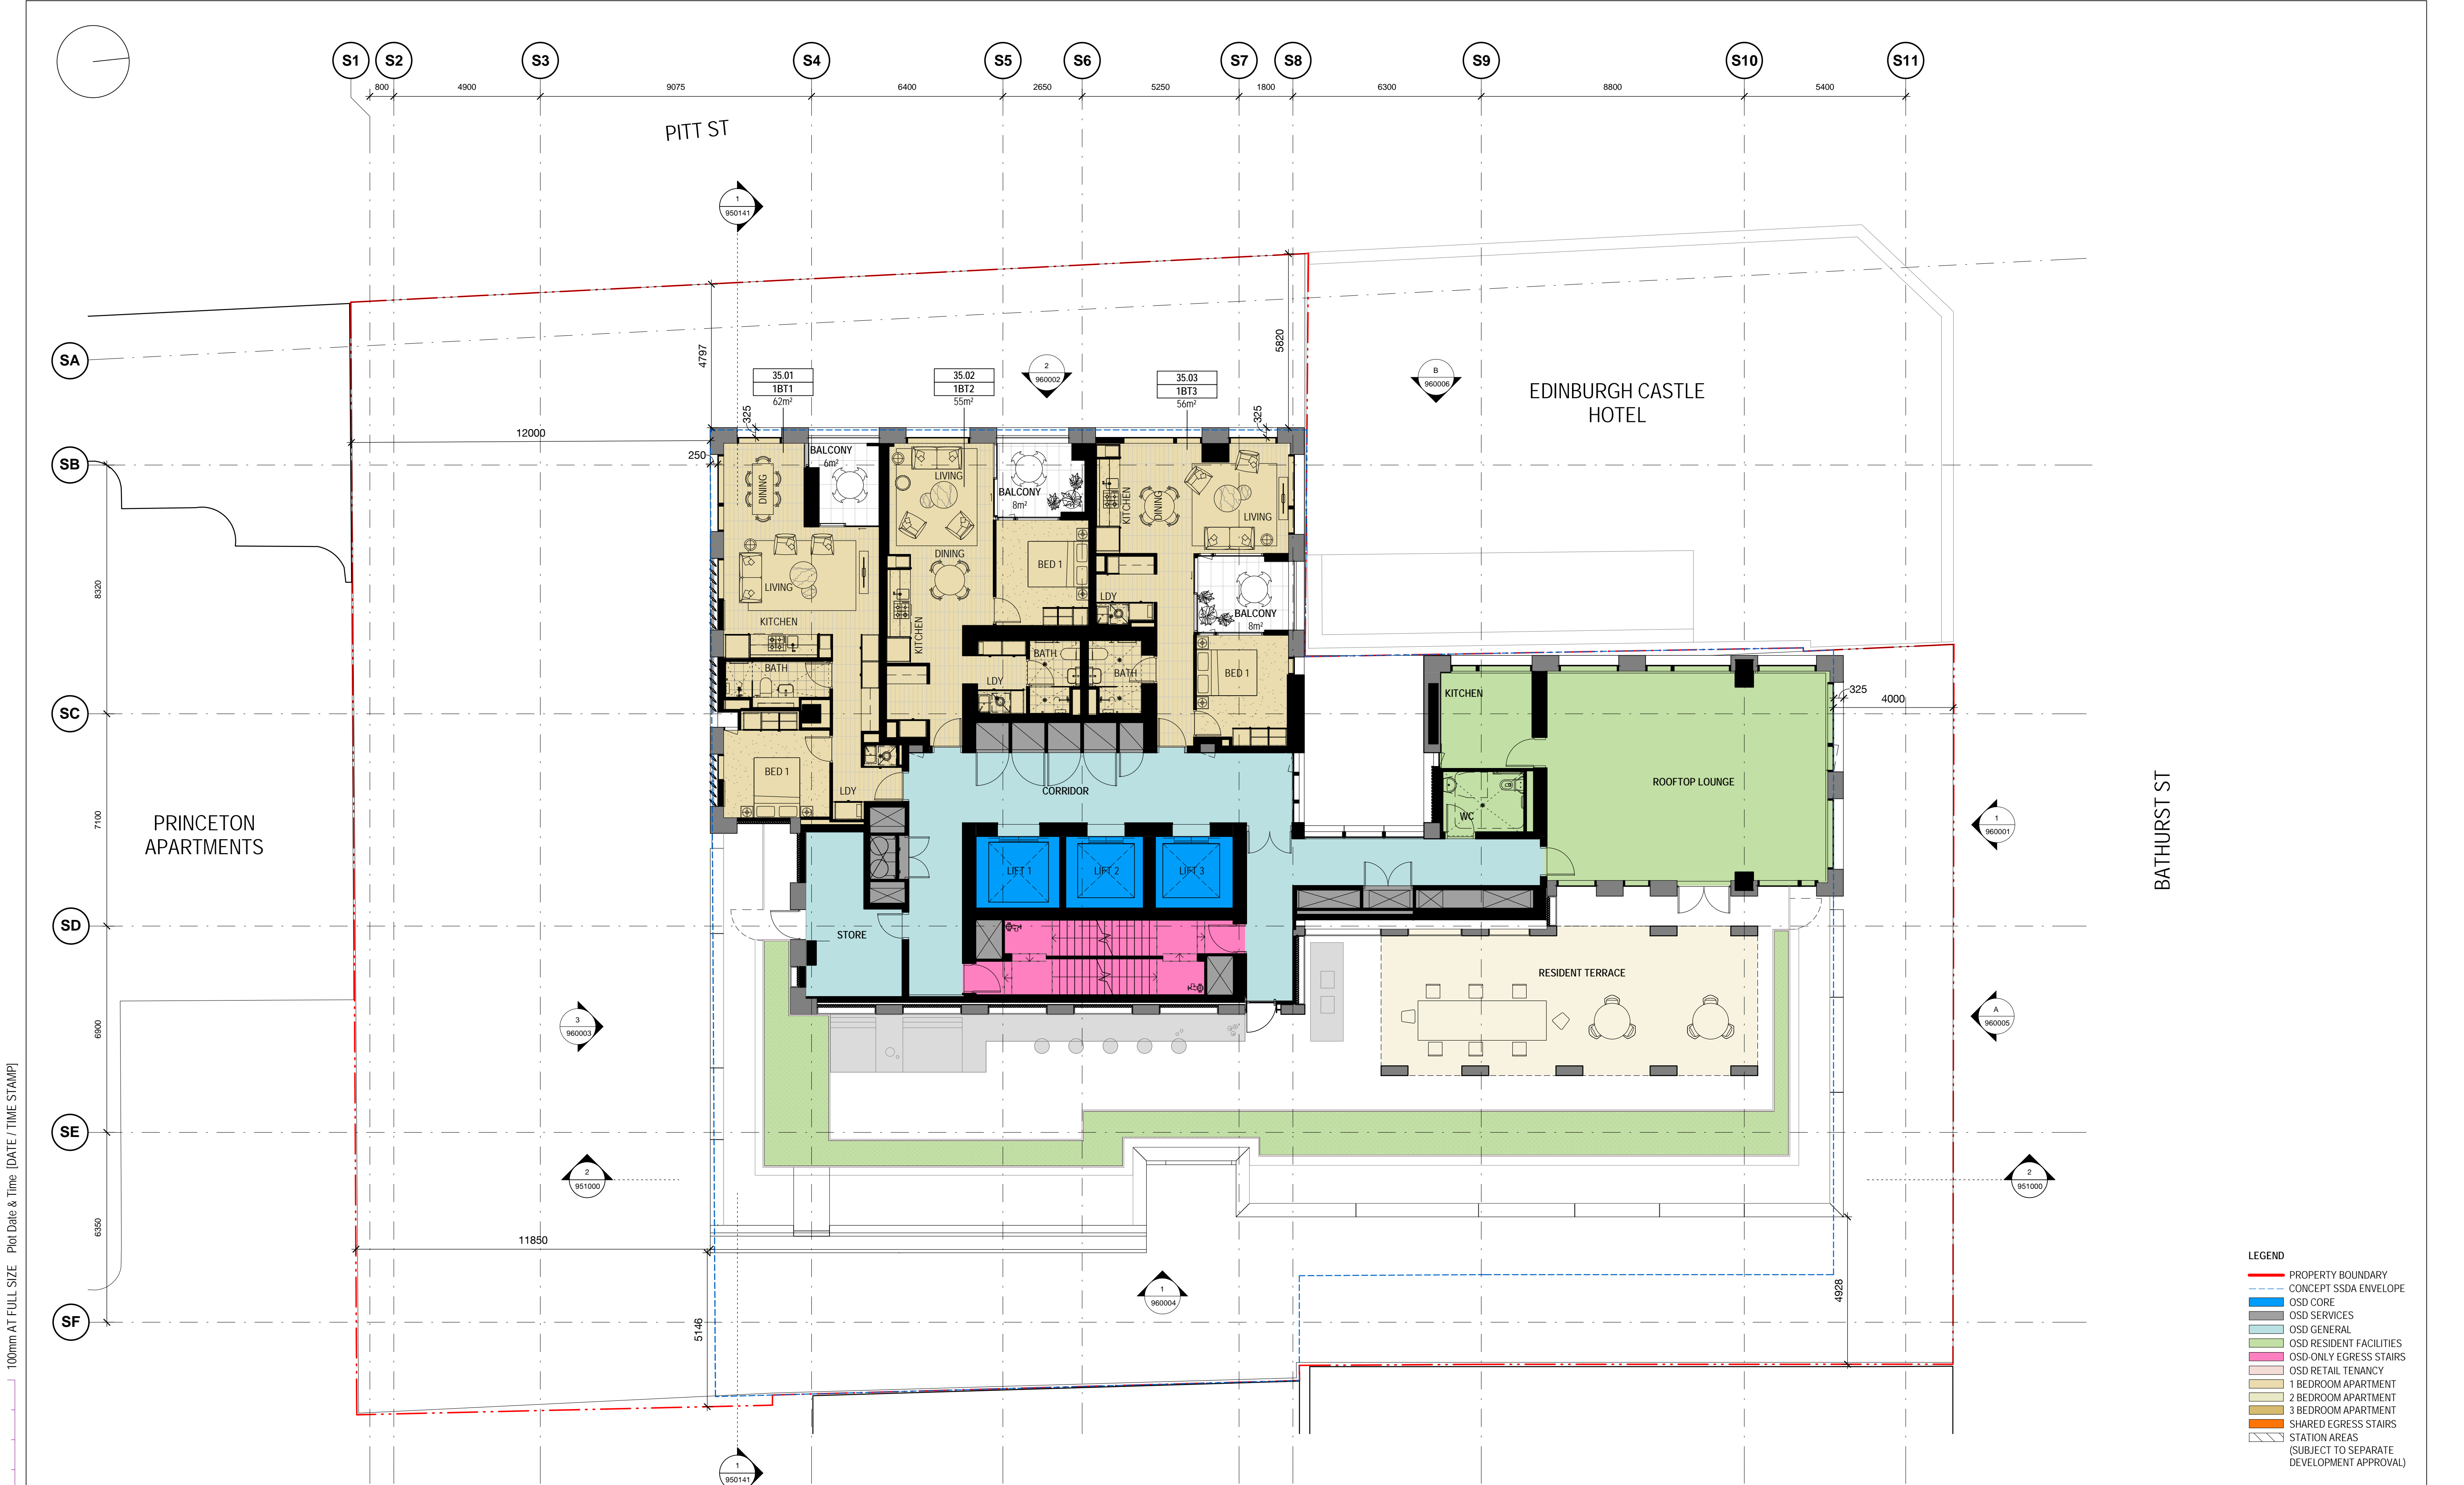 S1 S2 S3 S4 S5 S6 S7 S8 S9 S10 S11
800 4900 9075 6400 2650 5250 1800 6300 8800 5400
PITT ST
1
950141
SA
4797
5820
35.01
1BT1
62m²
35.02
1BT2
55m²
2
960002
35.03
1BT3
56m²
B
960006
EDINBURGH CASTLE
HOTEL
325
325
12000
250
SB
BALCONY
6m²
DINING
LIVING
BALCONY
8m²
KITCHEN
DINING
LIVING
DINING
BED 1
8320
LIVING
LDY
BALCONY
8m²
KITCHEN
KITCHEN
BATH
BATH
BATH
LDY
BED 1
KITCHEN
325
4000
SC
BED 1
LDY
CORRIDOR
ROOFTOP LOUNGE
WC
7100
PRINCETON
APARTMENTS
1
960001
BATHURST ST
LIFT 1
LIFT 2
LIFT 3
SD
STORE
RESIDENT TERRACE
3
960003
A
960005
6900
SE
2
951000
2
951000
6350
11850
1
960004
4928
SF
5146
1
950141
100mm AT FULL SIZE Plot Date & Time [DATE / TIME STAMP]
LEGEND
PROPERTY BOUNDARY
CONCEPT SSDA ENVELOPE
OSD CORE
OSD SERVICES
OSD GENERAL
OSD RESIDENT FACILITIES
OSD-ONLY EGRESS STAIRS
OSD RETAIL TENANCY
1 BEDROOM APARTMENT
2 BEDROOM APARTMENT
3 BEDROOM APARTMENT
SHARED EGRESS STAIRS
STATION AREAS
(SUBJECT TO SEPARATE
DEVELOPMENT APPROVAL)